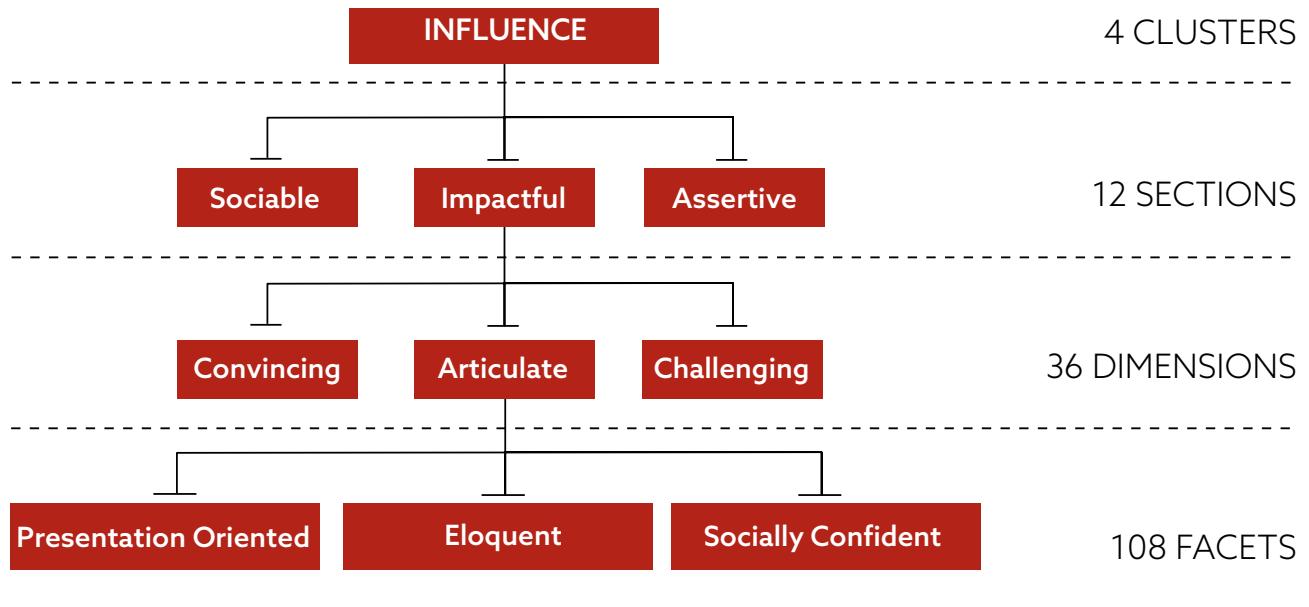 INFLUENCE
4 CLUSTERS
Sociable
Impactful
Assertive
12 SECTIONS
Convincing
Articulate
Challenging
36 DIMENSIONS
Presentation Oriented
Eloquent
Socially Confident
108 FACETS